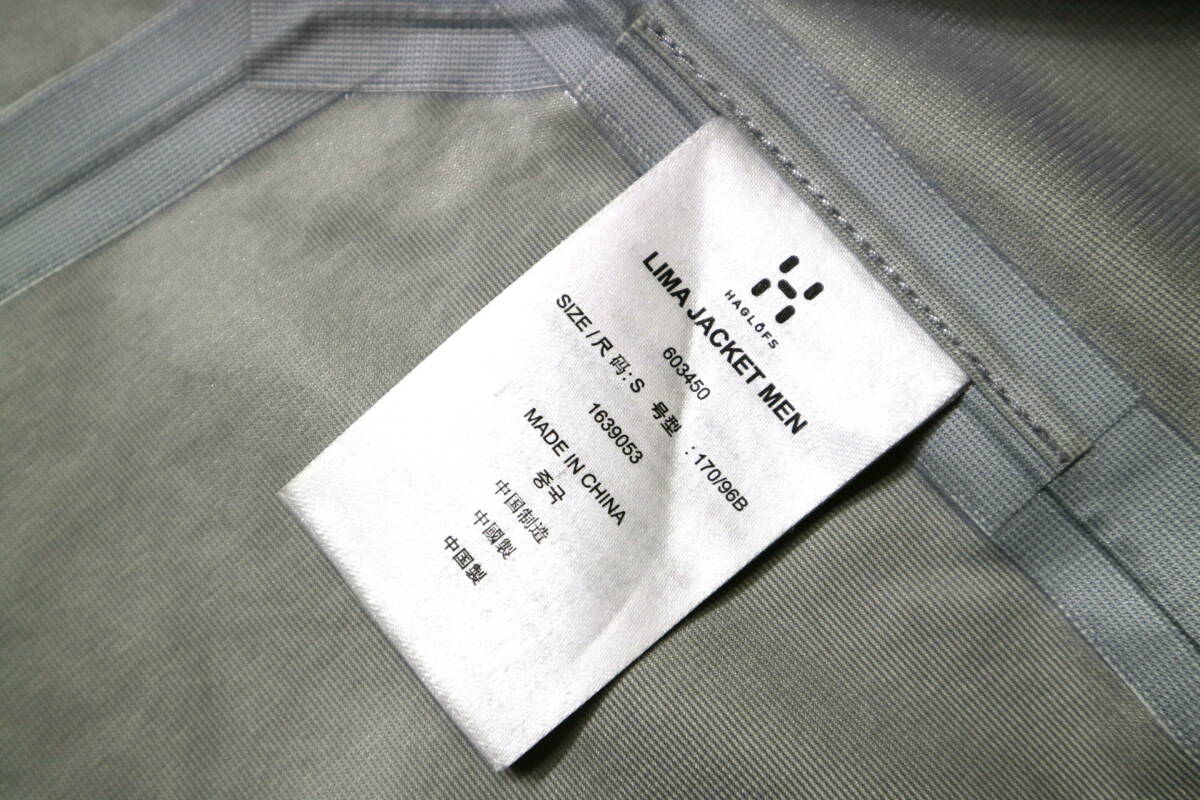 HAGLÖFS
LIMA JACKET MEN
603450
SIZE / 尺 码: S 号型 : 170/96B
1639053
MADE IN CHINA
중국
中国制造
中國製
中国製